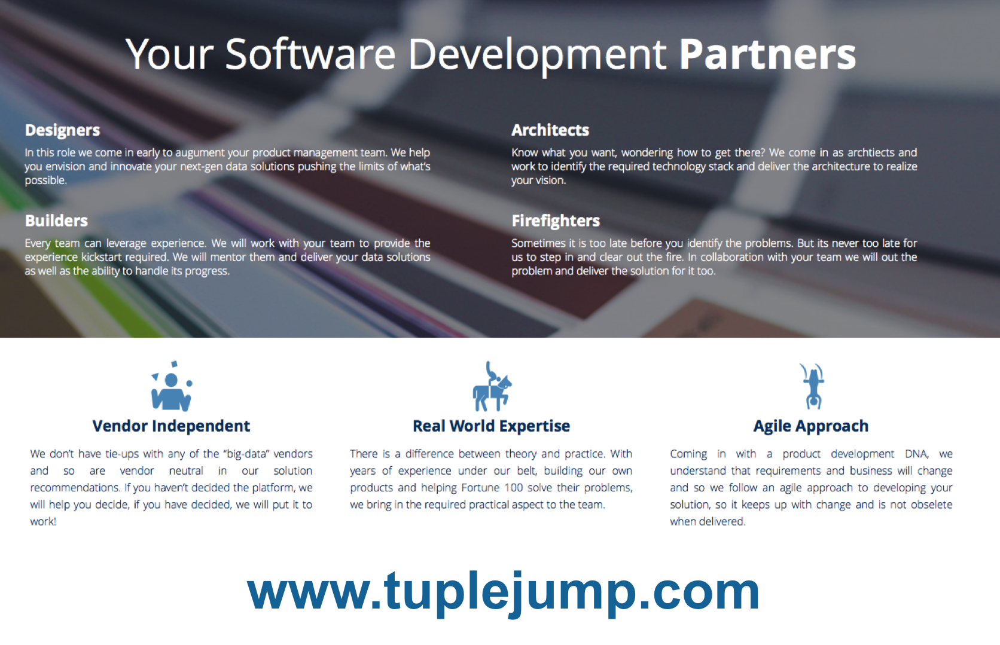 Your Software Development Partners
Designers
In this role we come in early to augument your product management team. We help
you envision and innovate your next-gen data solutions pushing the limits of what's
possible.
Architects
Know what you want, wondering how to get there? We come in as archtiects and
work to identify the required technology stack and deliver the architecture to realize
your vision.
Builders
Every team can leverage experience. We will work with your team to provide the
experience kickstart required. We will mentor them and deliver your data solutions
as well as the ability to handle its progress.
Firefighters
Sometimes it is too late before you identify the problems. But its never too late for
us to step in and clear out the fire. In collaboration with your team we will out the
problem and deliver the solution for it too.
Vendor Independent
We don't have tie-ups with any of the "big-data" vendors
and so are vendor neutral in our solution
recommendations. If you haven't decided the platform, we
will help you decide, if you have decided, we will put it to
work!
Real World Expertise
There is a difference between theory and practice. With
years of experience under our belt, building our own
products and helping Fortune 100 solve their problems,
we bring in the required practical aspect to the team.
Agile Approach
Coming in with a product development DNA, we
understand that requirements and business will change
and so we follow an agile approach to developing your
solution, so it keeps up with change and is not obselete
when delivered.
www.tuplejump.com